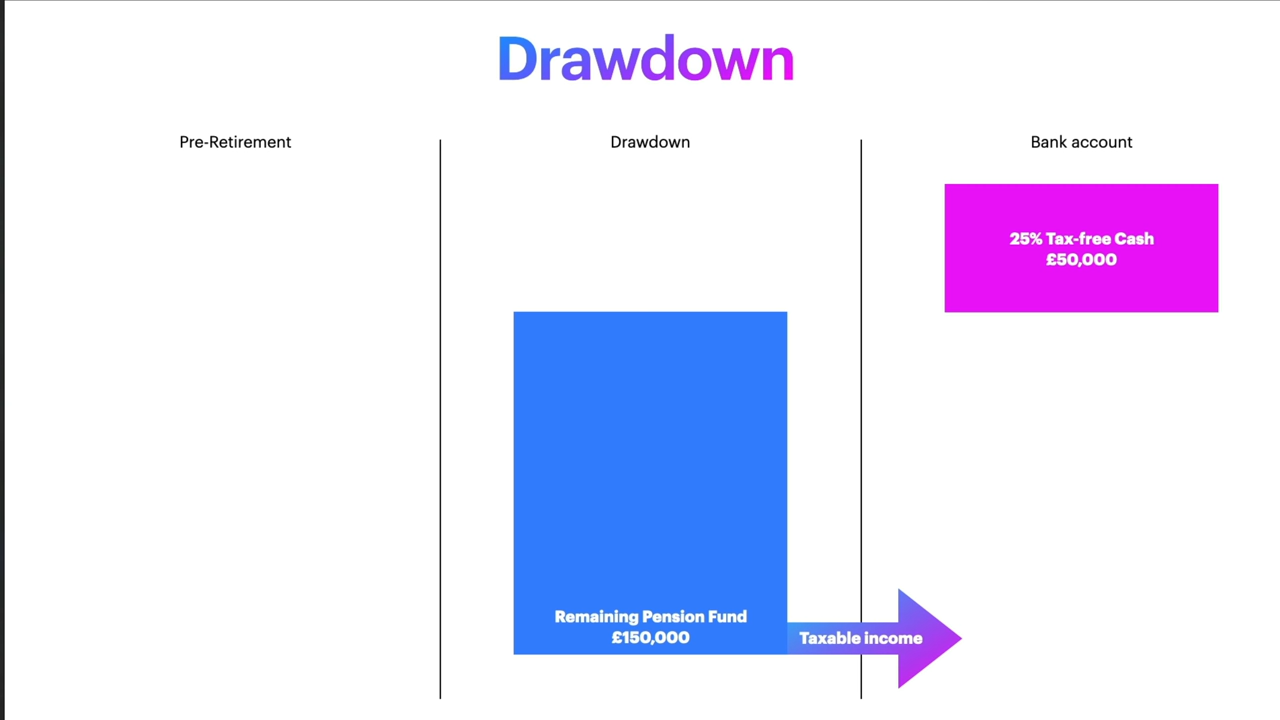 Drawdown
Pre-Retirement
Drawdown
Bank account
25% Tax-free Cash
£50,000
Remaining Pension Fund
£150,000
Taxable income